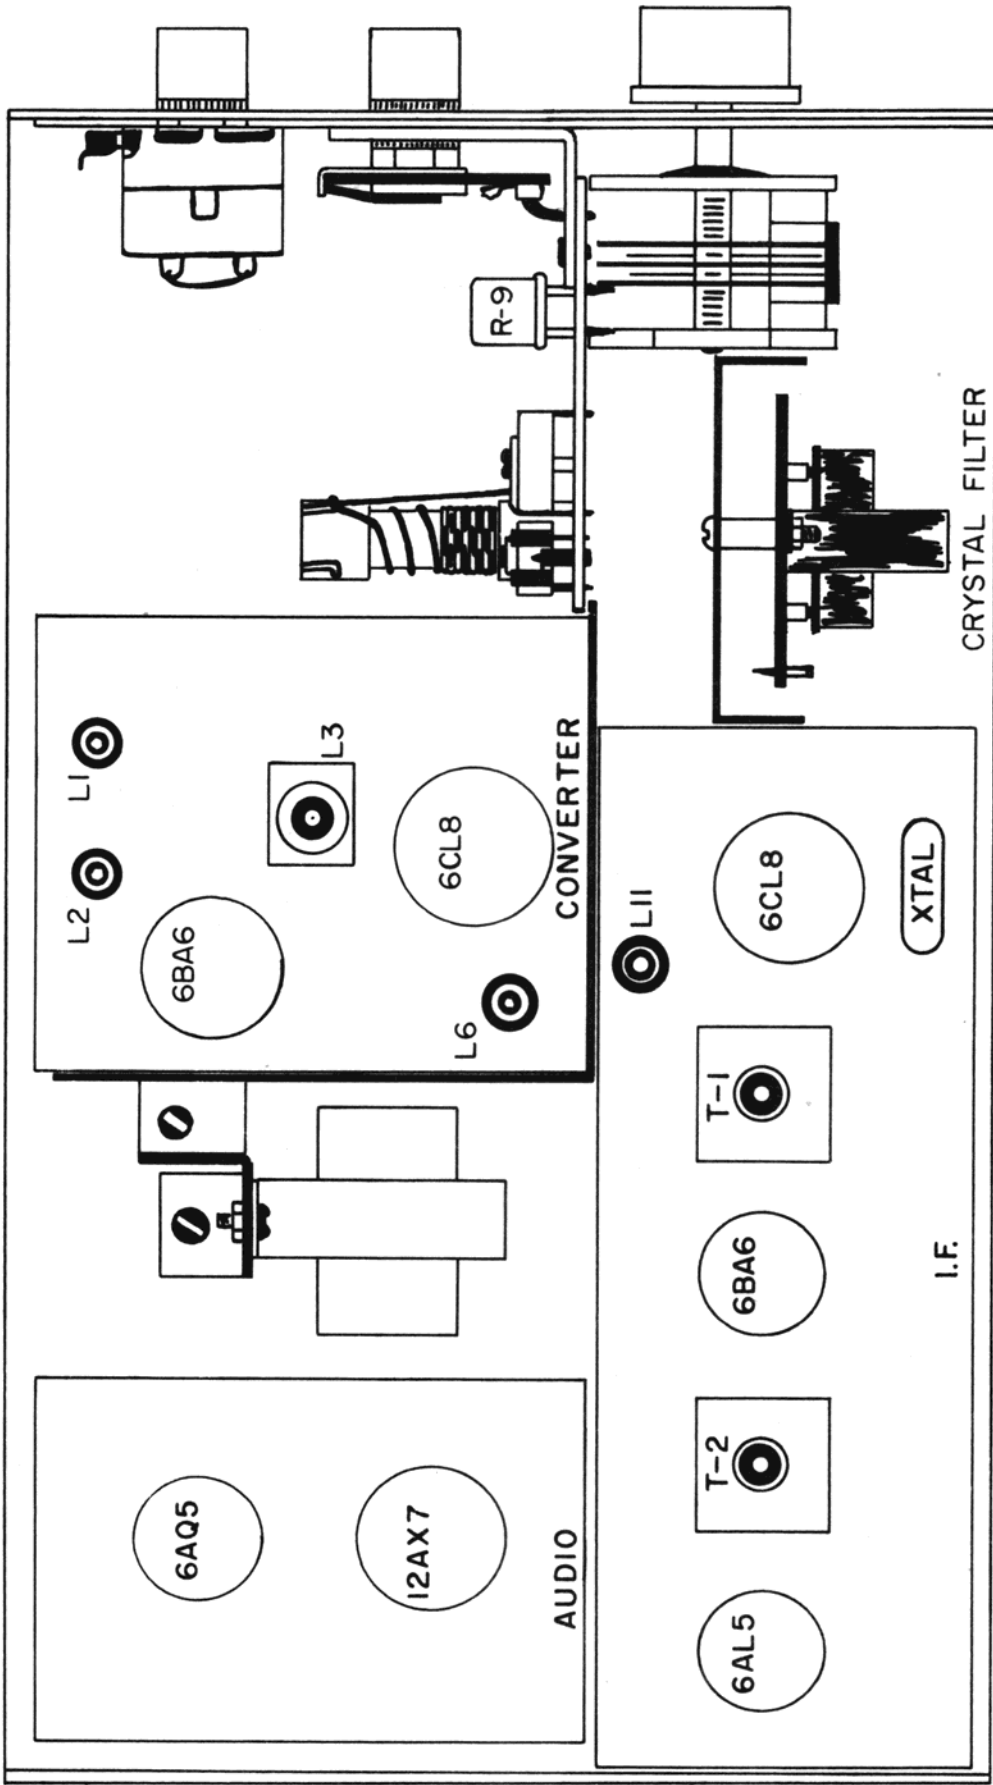 R-9
CRYSTAL FILTER
L1
L2
L3
6BA6
6CL8
L6
CONVERTER
L11
6CL8
XTAL
T-1
6BA6
I.F.
T-2
6AL5
6AQ5
12AX7
AUDIO